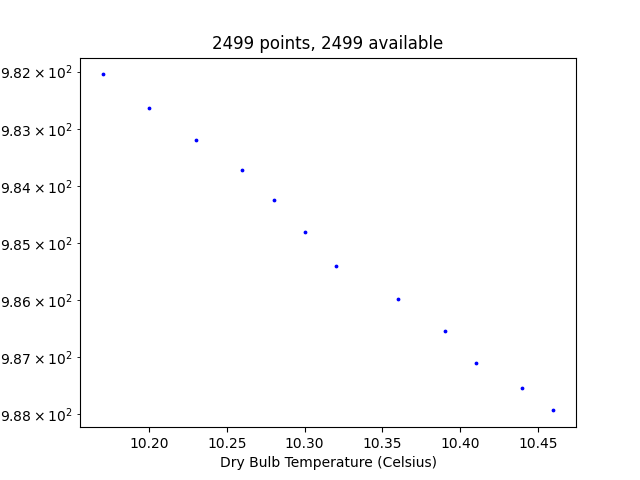 2499 points, 2499 available
9.82 × 10²
9.83 × 10²
9.84 × 10²
9.85 × 10²
9.86 × 10²
9.87 × 10²
9.88 × 10²
10.20 10.25 10.30 10.35 10.40 10.45
Dry Bulb Temperature (Celsius)